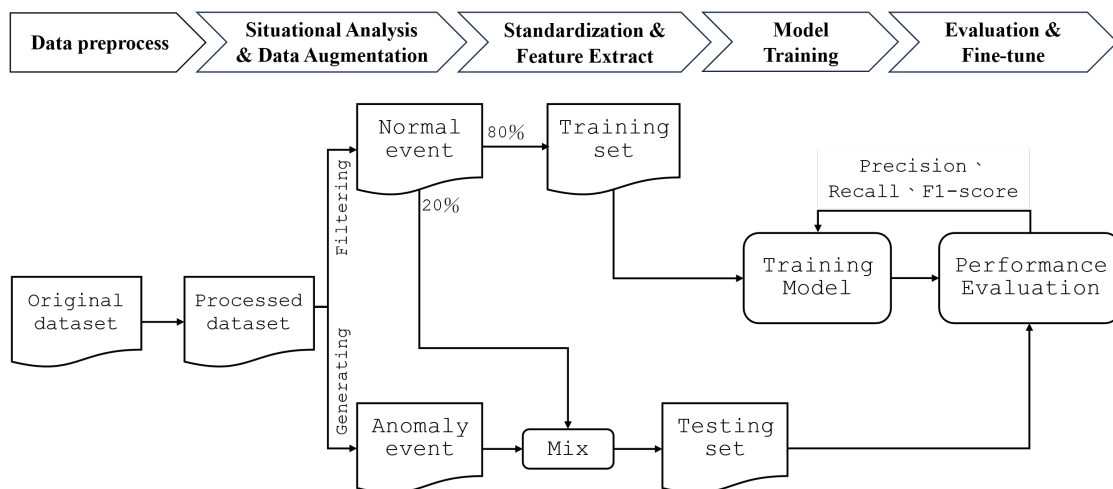 Data preprocess
Situational Analysis
& Data Augmentation
Standardization &
Feature Extract
Model
Training
Evaluation &
Fine-tune
Normal
event
80%
Training
set
20%
Filtering
Precision、
Recall、F1-score
Training
Model
Performance
Evaluation
Original
dataset
Processed
dataset
Generating
Anomaly
event
Mix
Testing
set